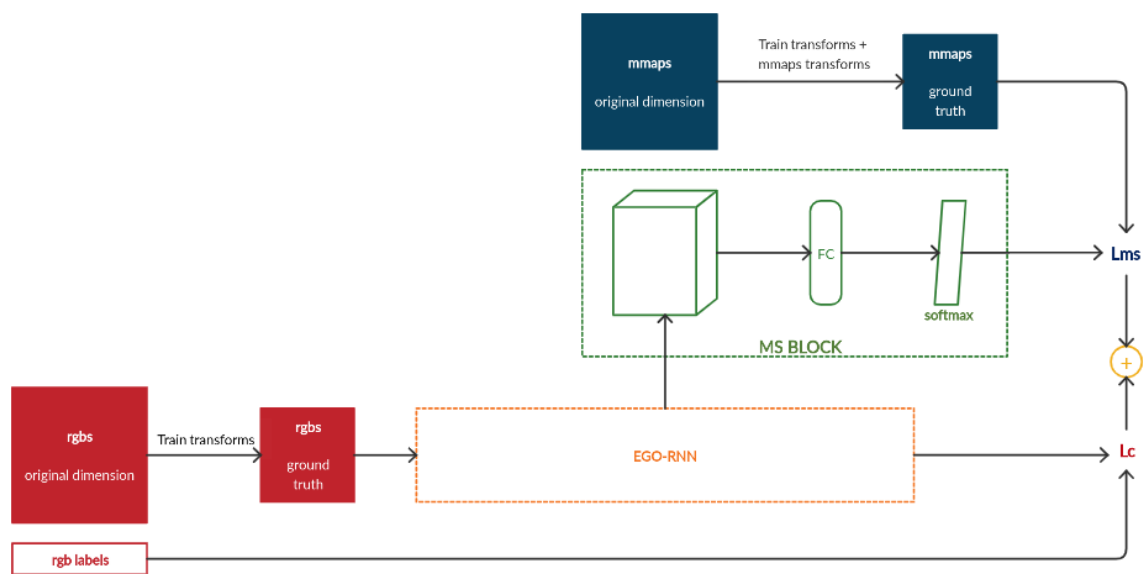 mmaps
original dimension
Train transforms +
mmaps transforms
mmaps
ground
truth
FC
softmax
MS BLOCK
Lms
+
rgbs
original dimension
Train transforms
rgbs
ground
truth
EGO-RNN
Lc
rgb labels